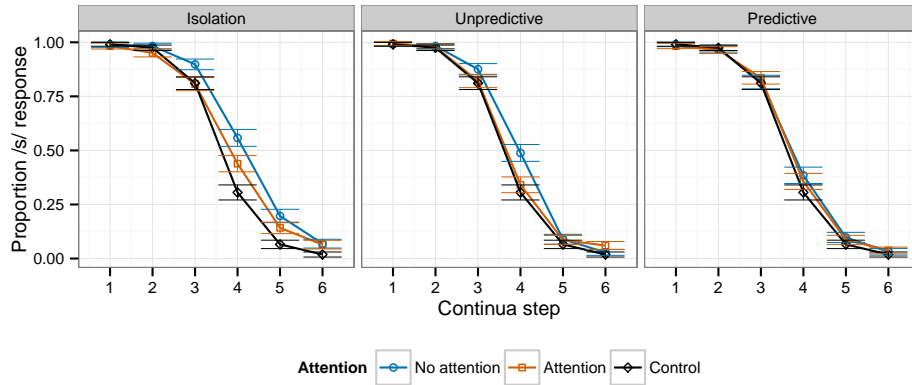 Isolation Unpredictive Predictive
Proportion /s/ response
1.00
0.75
0.50
0.25
0.00
1 2 3 4 5 6 1 2 3 4 5 6 1 2 3 4 5 6
Continua step
Attention No attention Attention Control